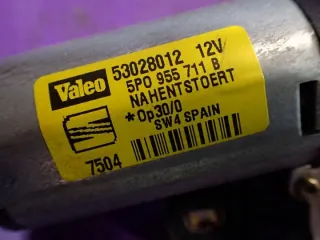 Valeo
53028012 12V
5P0 955 711 B
NAHENTSTOERT
*Op30/0
SW4 SPAIN
7504